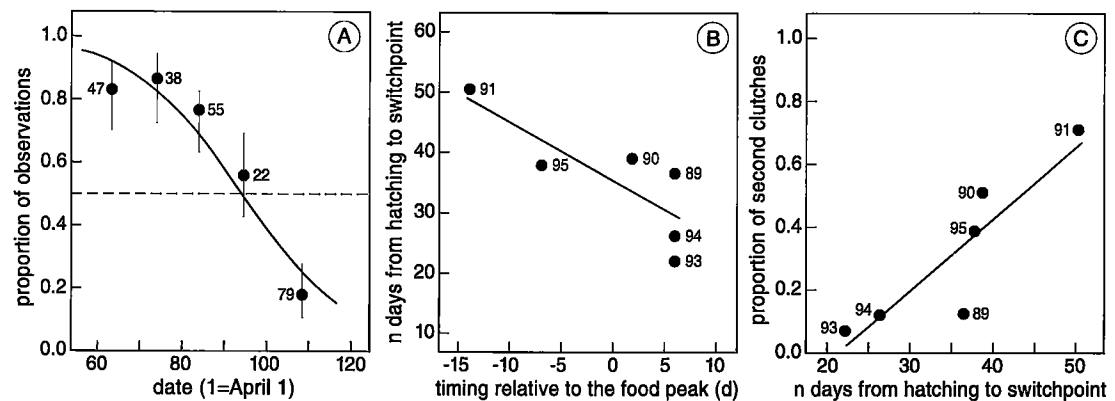 A
proportion of observations
1.0
0.8
0.6
0.4
0.2
0.0
47
38
55
22
79
60 80 100 120
date (1=April 1)
B
n days from hatching to switchpoint
60
50
40
30
20
10
91
95
90
89
94
93
-15 -10 -5 0 5 10
timing relative to the food peak (d)
C
proportion of second clutches
1.0
0.8
0.6
0.4
0.2
0.0
91
90
95
94
93
89
20 30 40 50
n days from hatching to switchpoint